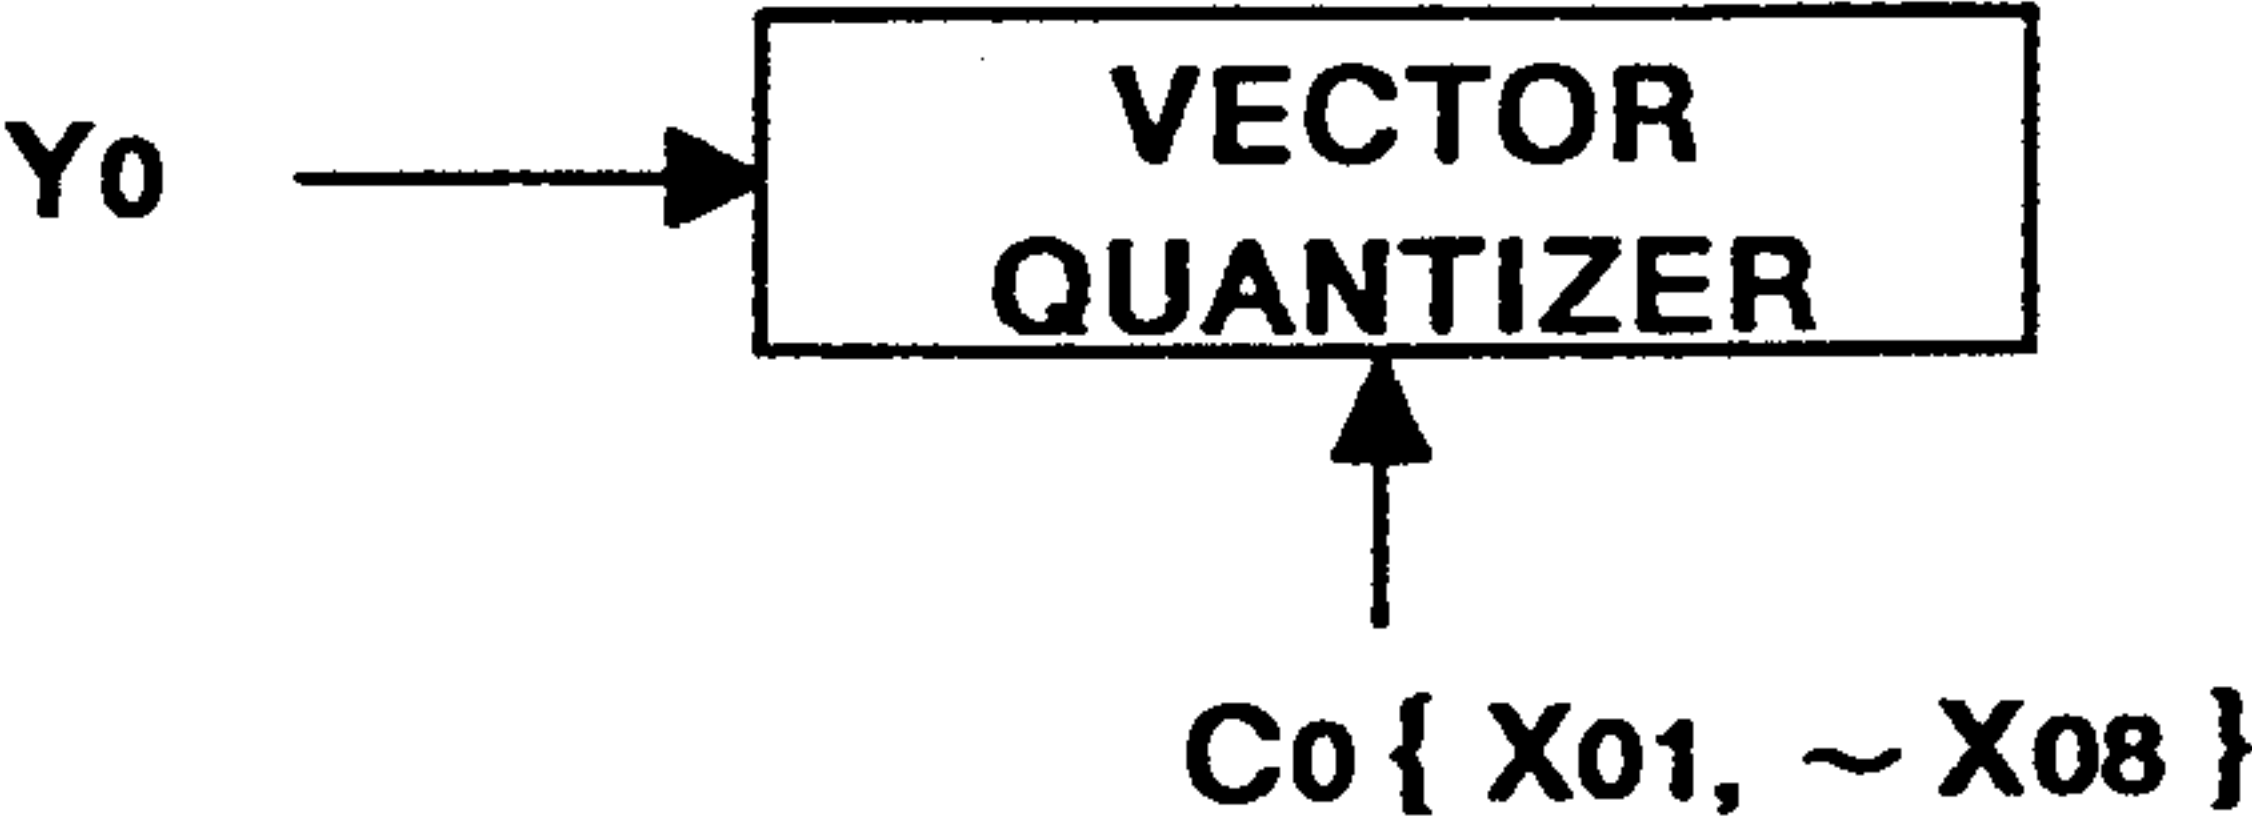 VECTOR
Y0
QUANTIZER
C0 { X01, ~ X08 }